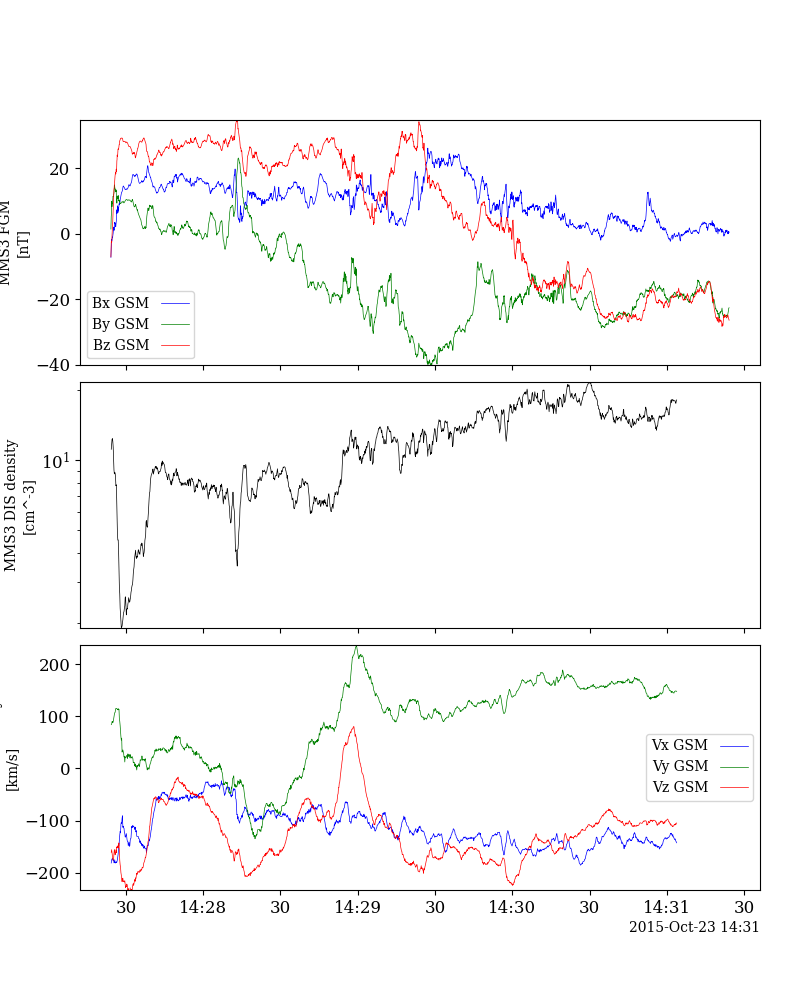 20
0
−20
−40
MMS3 FGM
[nT]
Bx GSM
By GSM
Bz GSM
10^1
MMS3 DIS density
[cm^-3]
200
100
0
−100
−200
[km/s]
Vx GSM
Vy GSM
Vz GSM
30 14:28 30 14:29 30 14:30 30 14:31 30
2015-Oct-23 14:31